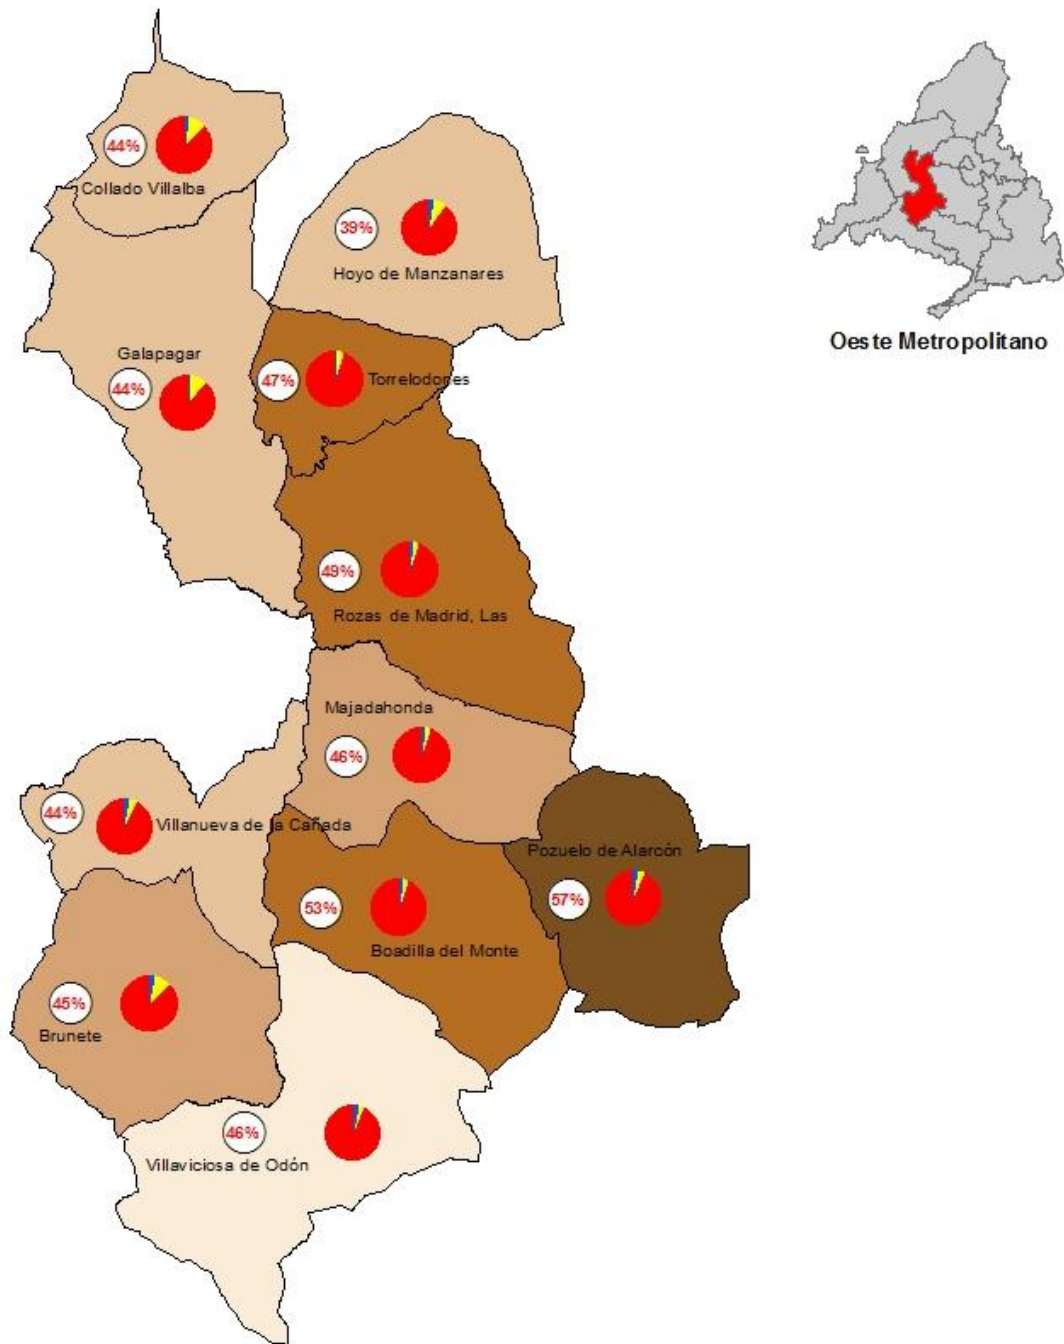 44%
Collado Villalba
39%
Hoyo de Manzanares
Oeste Metropolitano
Galapagar
44%
47%
Torrelodones
49%
Rozas de Madrid, Las
Majadahonda
46%
44%
Villanueva de la Cañada
Pozuelo de Alarcón
57%
53%
Boadilla del Monte
45%
Brunete
46%
Villaviciosa de Odón